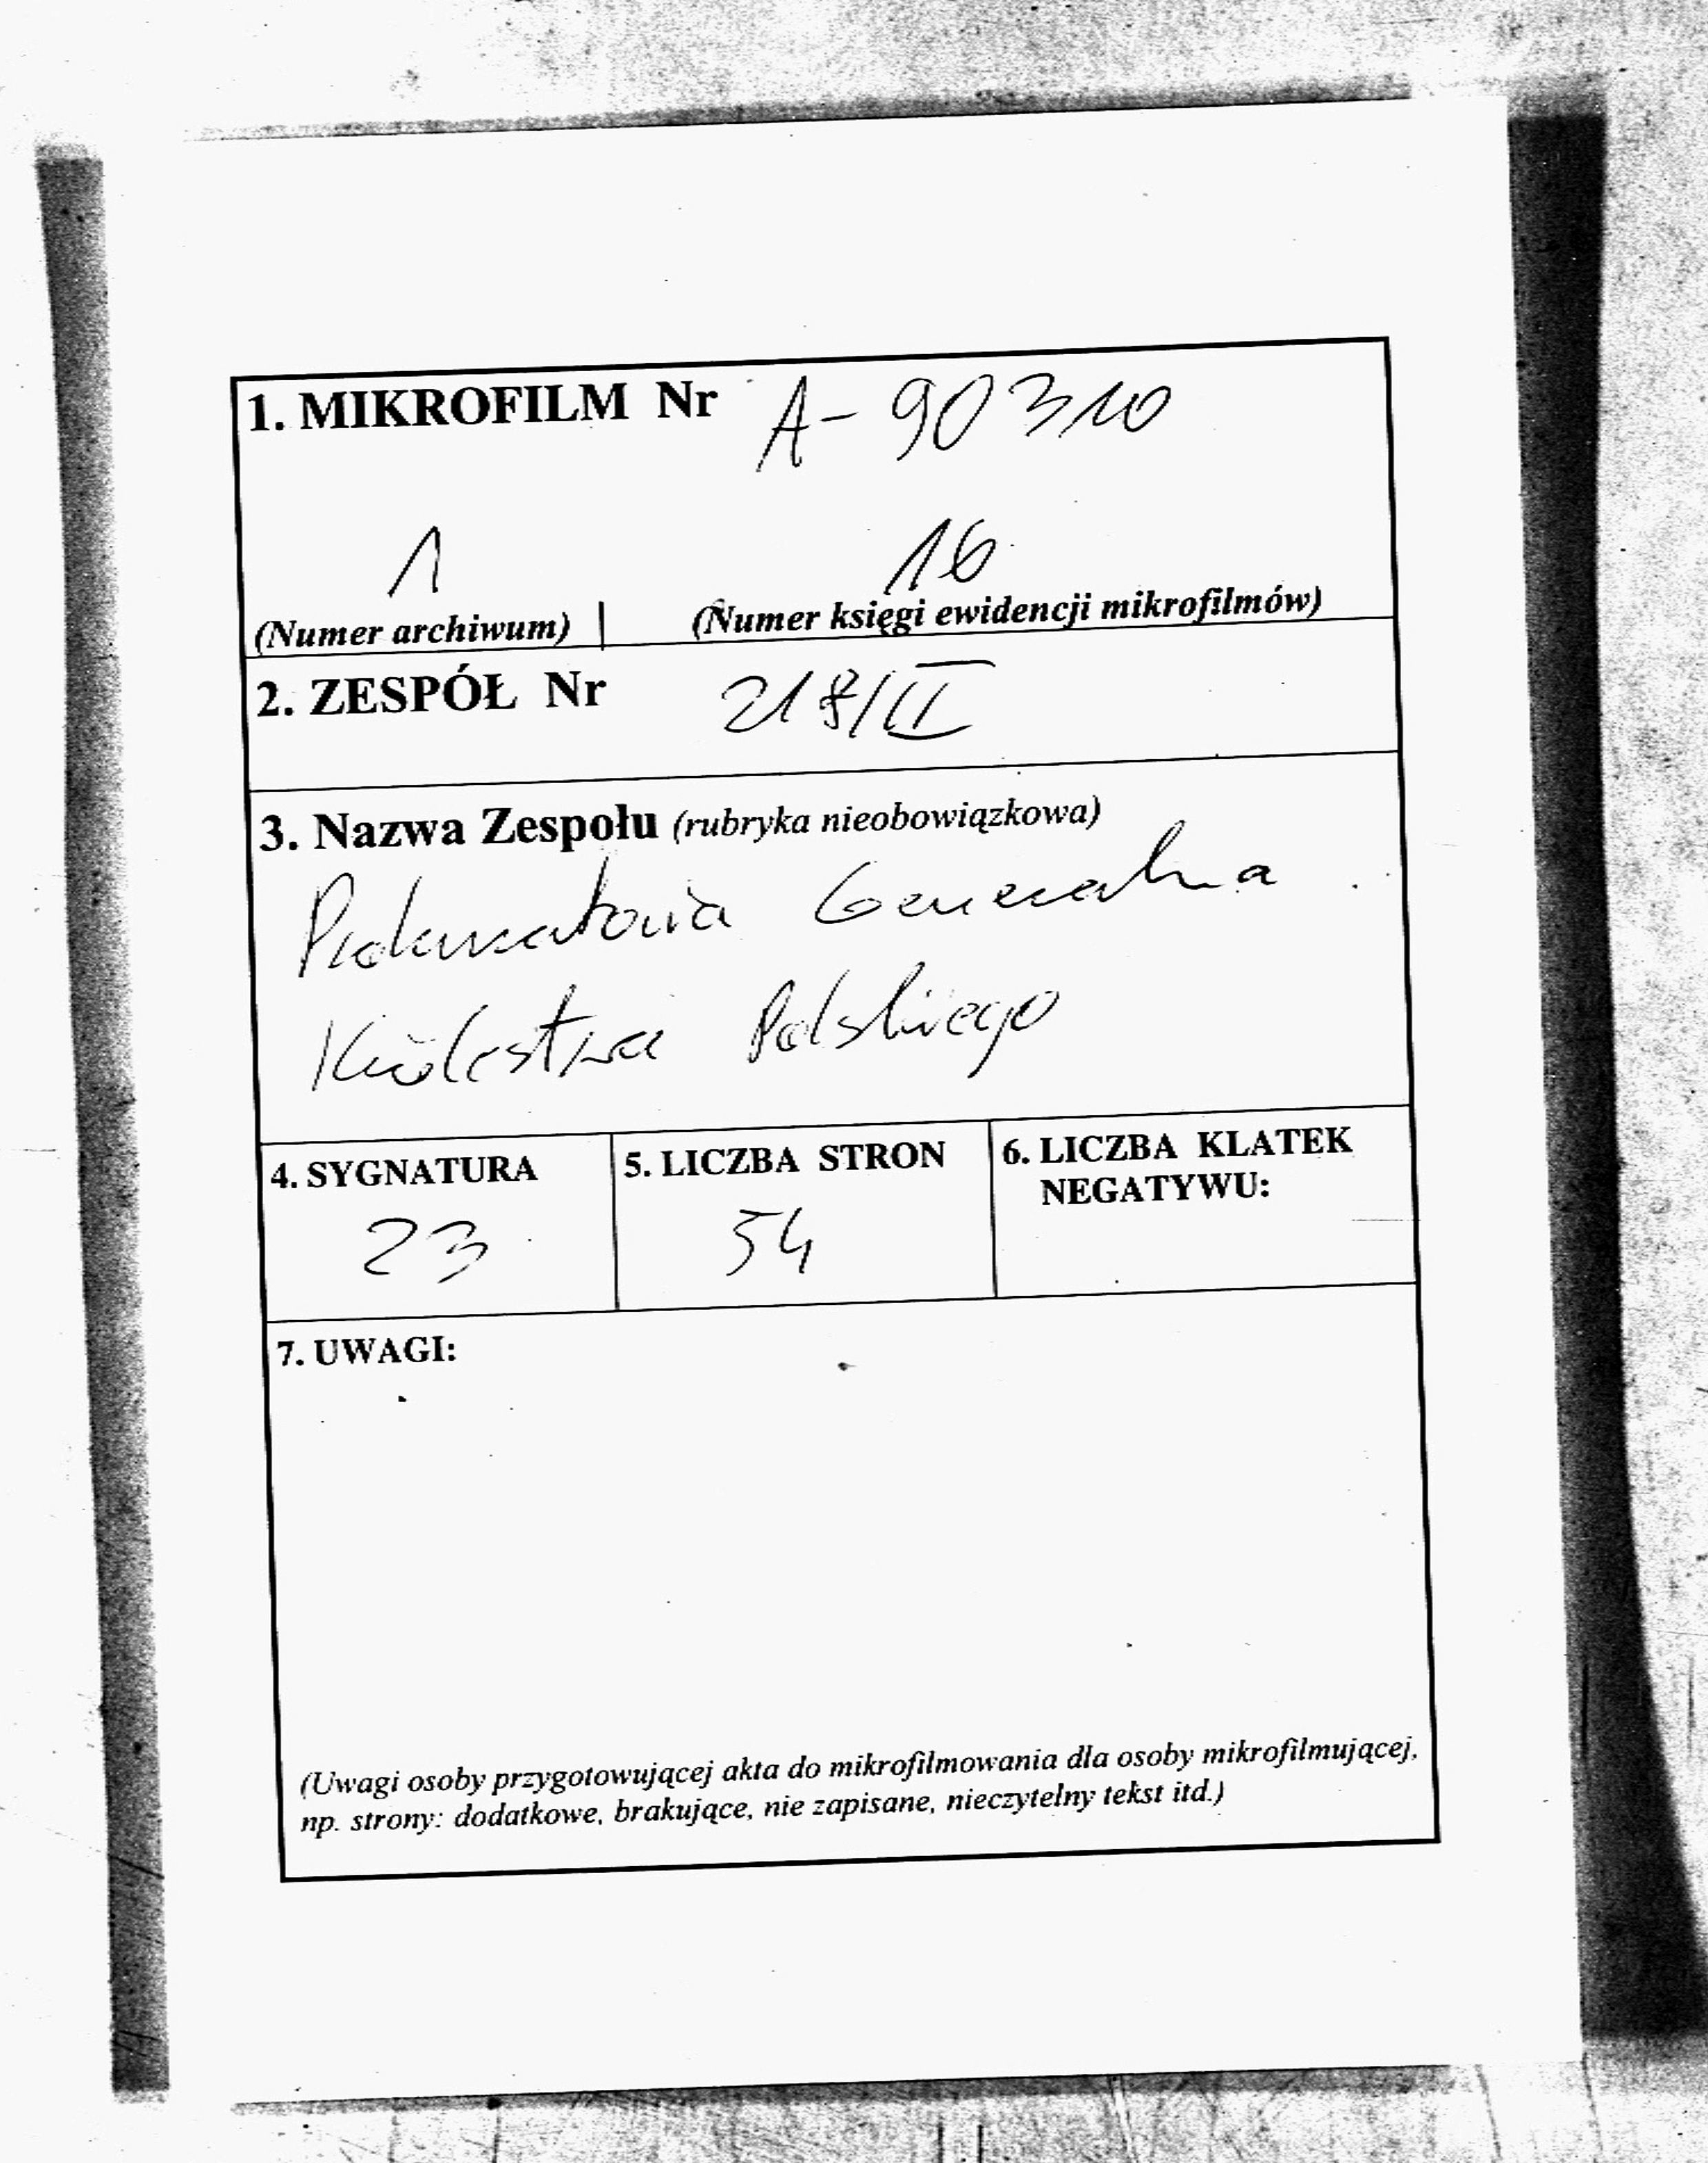 1. MIKROFILM Nr A-90310
1 16
(Numer archiwum) | (Numer księgi ewidencji mikrofilmów)
2. ZESPÓŁ Nr 218/II
3. Nazwa Zespołu (rubryka nieobowiązkowa)
Prokuratoria Generalna
Królestwa Polskiego
4. SYGNATURA 5. LICZBA STRON 6. LICZBA KLATEK
NEGATYWU:
23 54
7. UWAGI:
(Uwagi osoby przygotowującej akta do mikrofilmowania dla osoby mikrofilmującej,
np. strony: dodatkowe, brakujące, nie zapisane, nieczytelny tekst itd.)